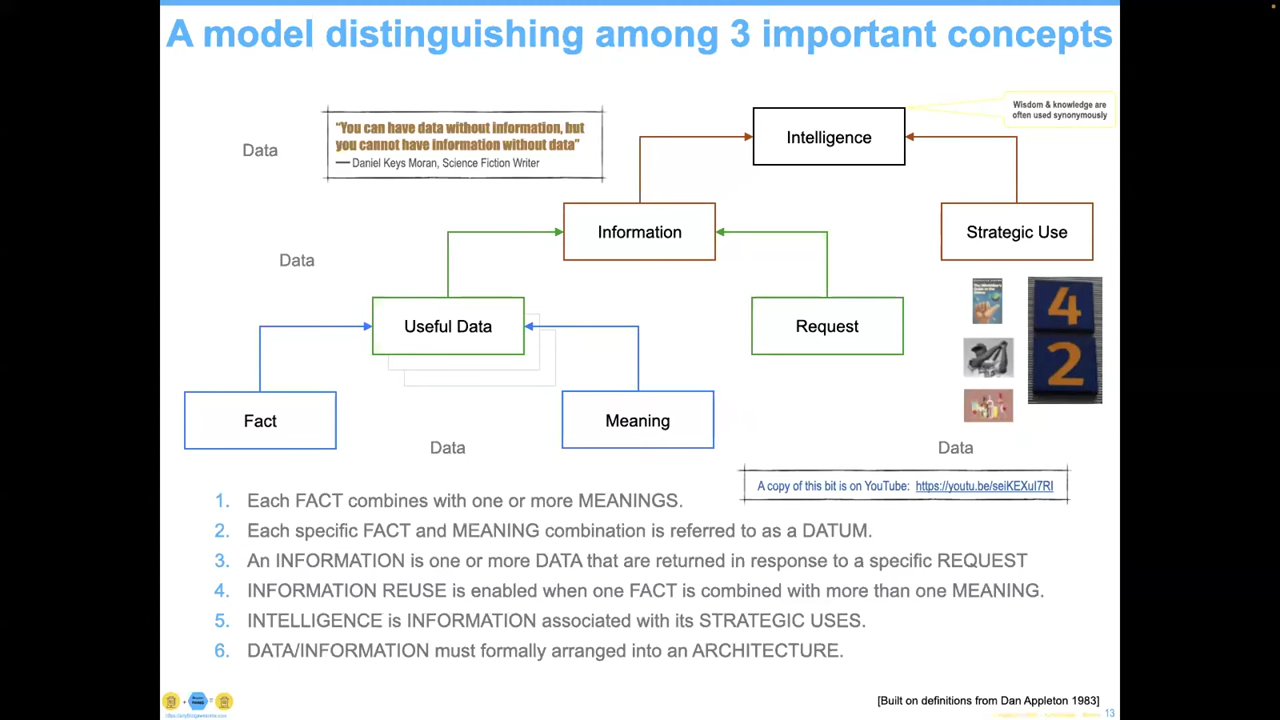 A model distinguishing among 3 important concepts
Wisdom & knowledge are
often used synonymously
"You can have data without information, but
you cannot have information without data"
— Daniel Keys Moran, Science Fiction Writer
Data
Intelligence
Information
Strategic Use
Data
Useful Data
Request
4
2
Fact
Meaning
Data
Data
A copy of this bit is on YouTube: https://youtu.be/seiKEXuI7RI
1. Each FACT combines with one or more MEANINGS.
2. Each specific FACT and MEANING combination is referred to as a DATUM.
3. An INFORMATION is one or more DATA that are returned in response to a specific REQUEST
4. INFORMATION REUSE is enabled when one FACT is combined with more than one MEANING.
5. INTELLIGENCE is INFORMATION associated with its STRATEGIC USES.
6. DATA/INFORMATION must formally arranged into an ARCHITECTURE.
[Built on definitions from Dan Appleton 1983]
13